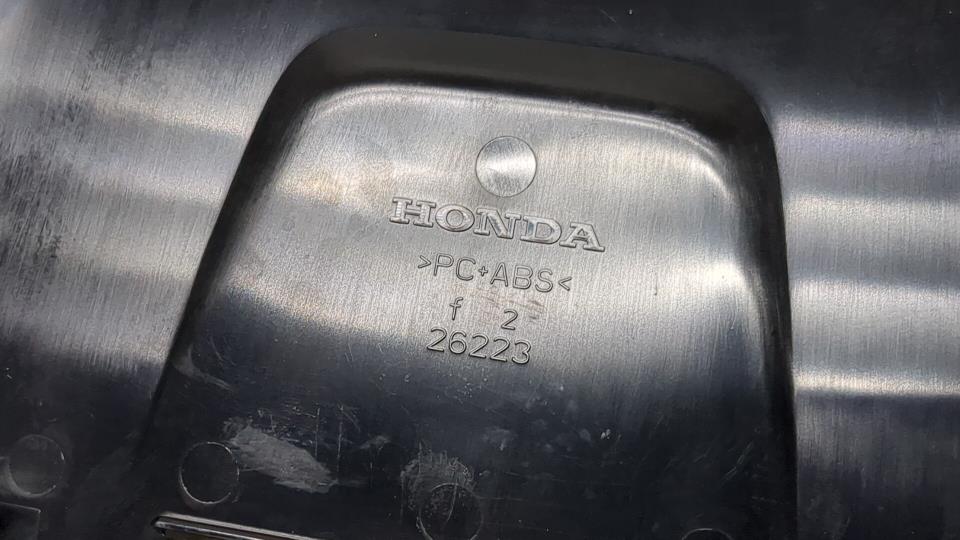 HONDA
>PC+ABS<
f 2
26223